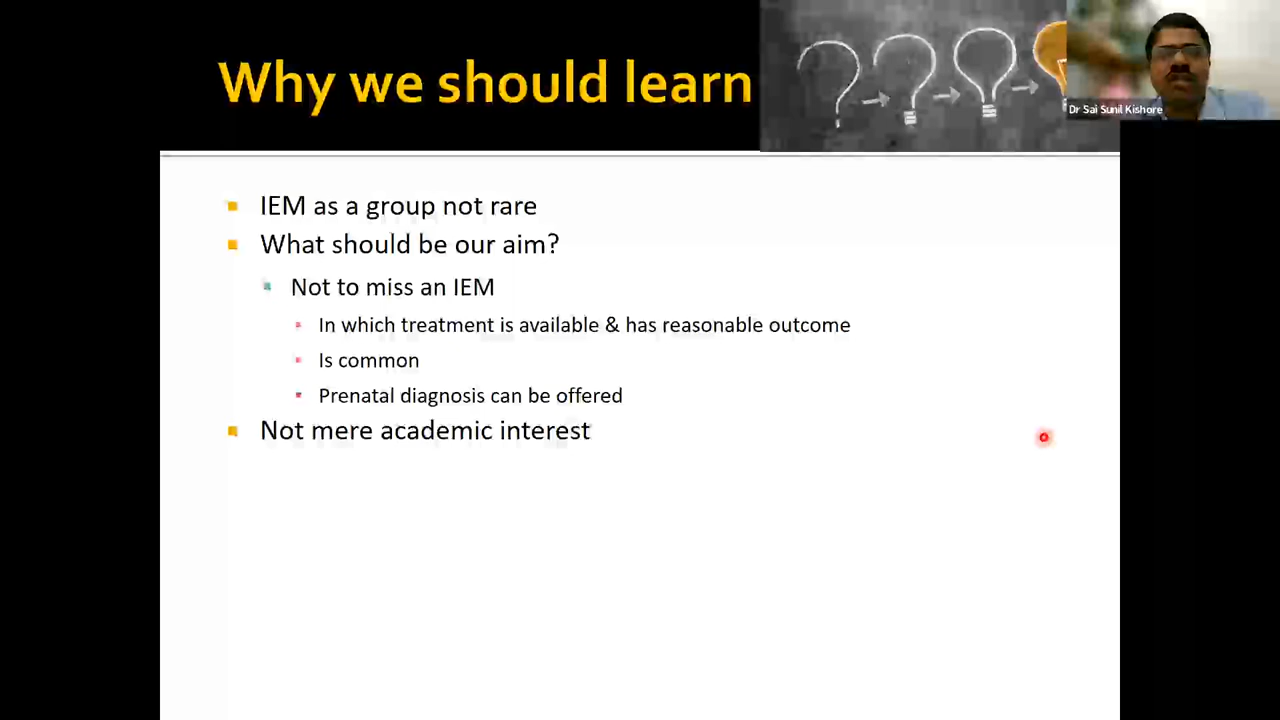 Why we should learn
Dr Sai Sunil Kishore
IEM as a group not rare
What should be our aim?
Not to miss an IEM
In which treatment is available & has reasonable outcome
Is common
Prenatal diagnosis can be offered
Not mere academic interest